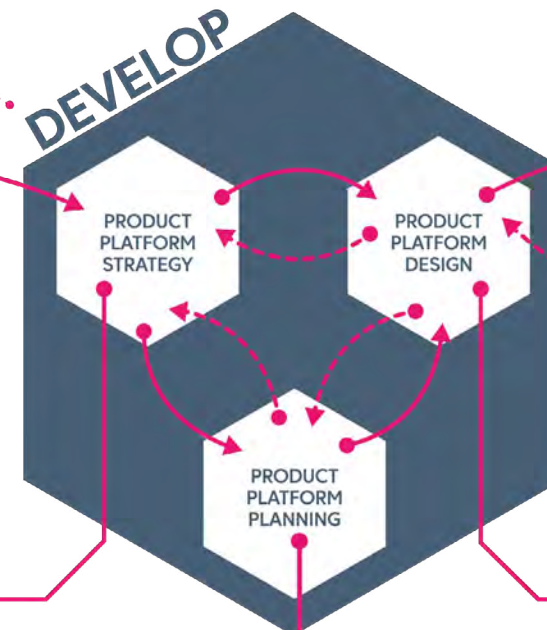 DEVELOP
PRODUCT
PLATFORM
STRATEGY
PRODUCT
PLATFORM
DESIGN
PRODUCT
PLATFORM
PLANNING